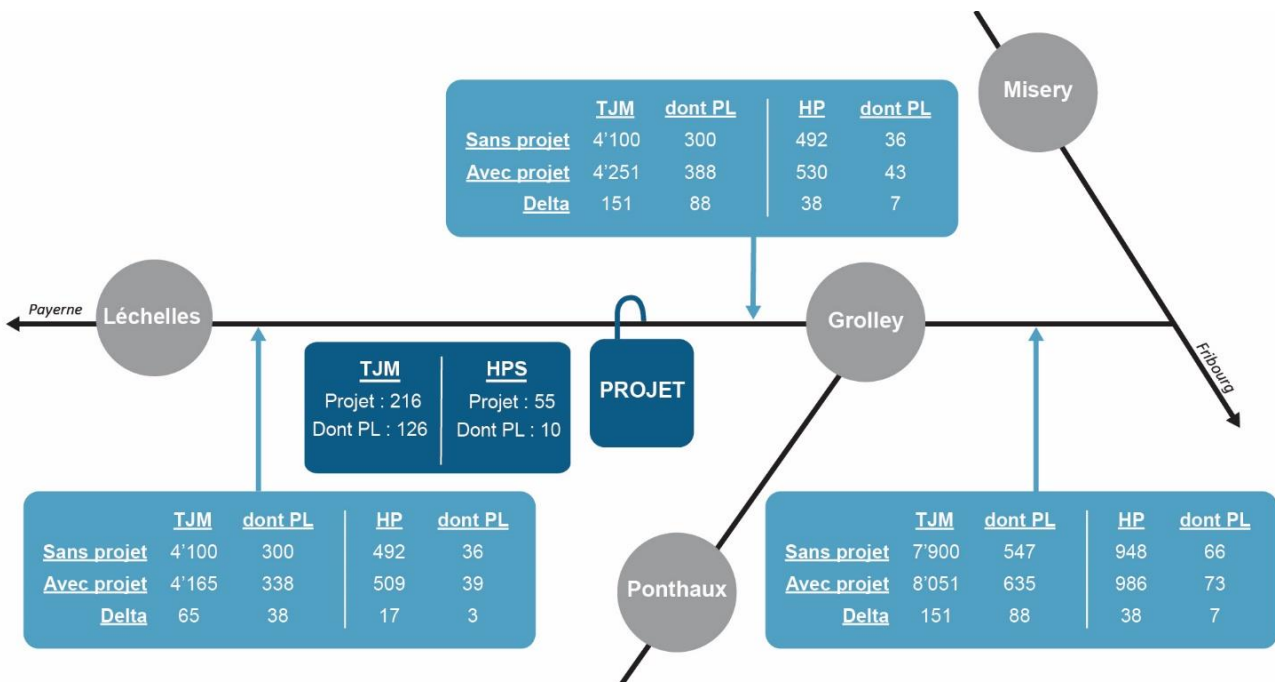 Misery
TJM dont PL HP dont PL
Sans projet 4'100 300 492 36
Avec projet 4'251 388 530 43
Delta 151 88 38 7
Payerne
Léchelles
Grolley
Fribourg
TJM HPS
Projet : 216 Projet : 55
Dont PL : 126 Dont PL : 10
PROJET
TJM dont PL HP dont PL
Sans projet 4'100 300 492 36
Avec projet 4'165 338 509 39
Delta 65 38 17 3
Ponthaux
TJM dont PL HP dont PL
Sans projet 7'900 547 948 66
Avec projet 8'051 635 986 73
Delta 151 88 38 7